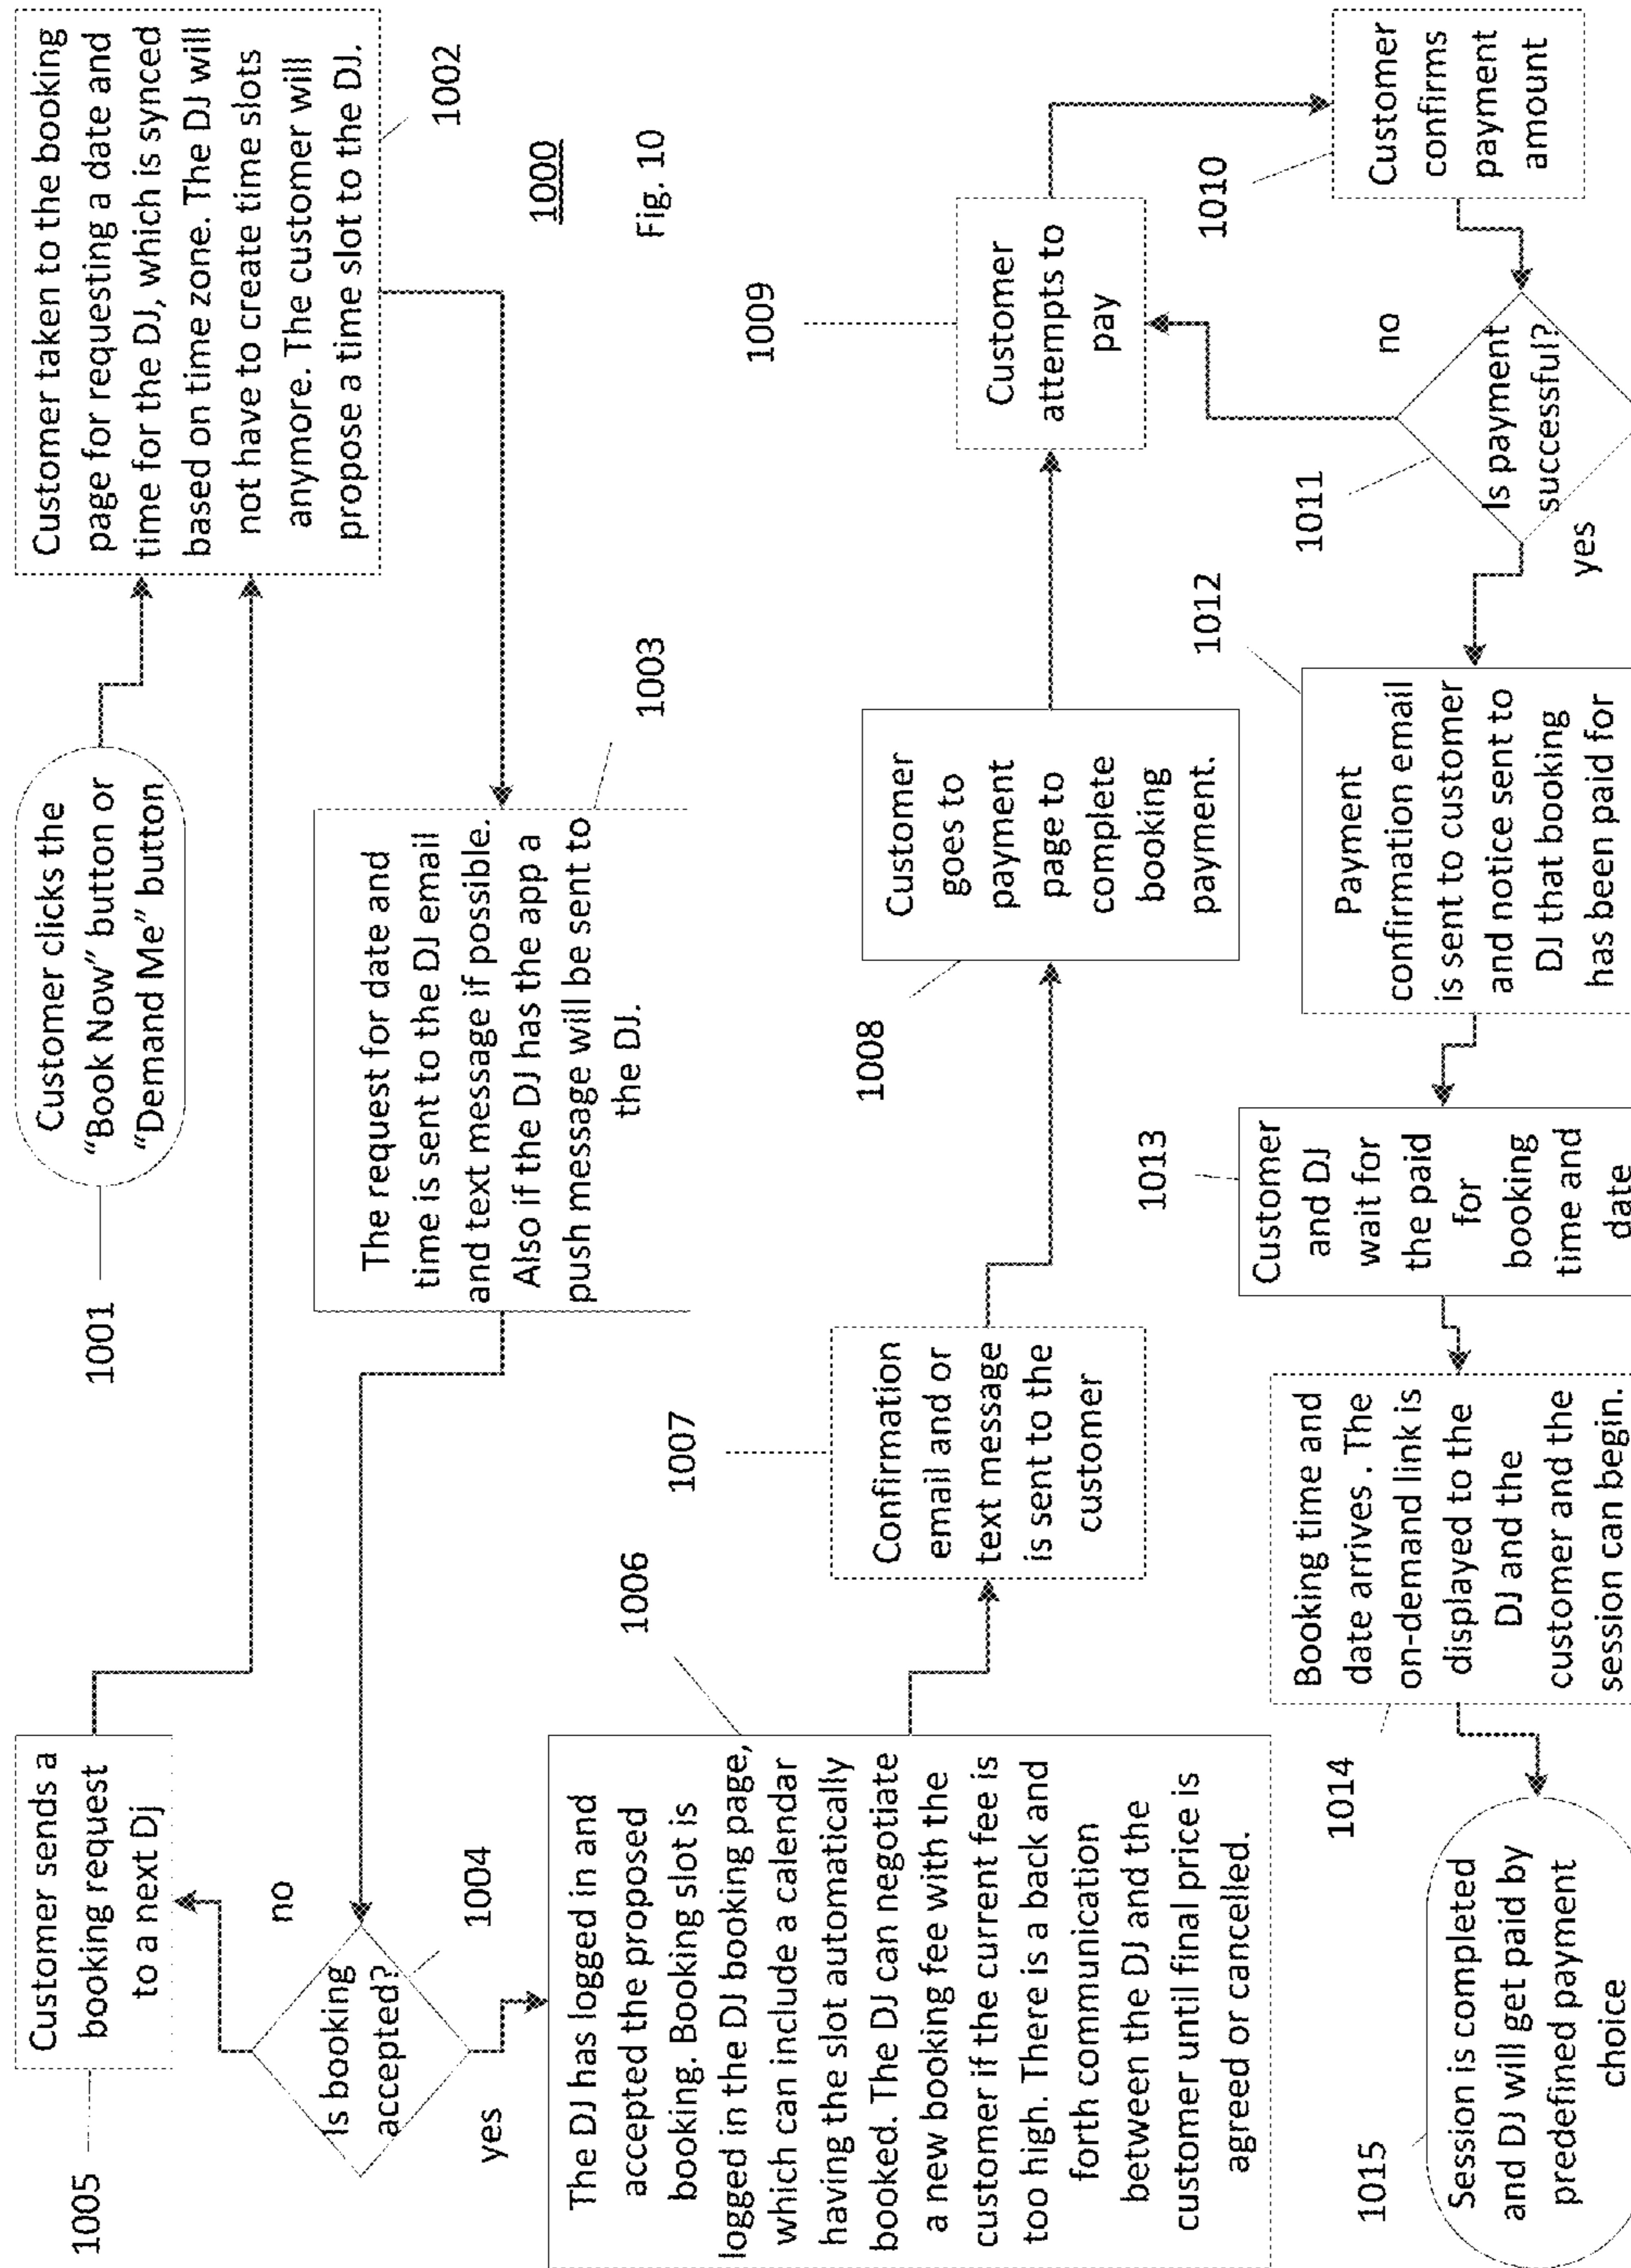 1001
Customer clicks the
“Book Now” button or
“Demand Me” button
Customer taken to the booking
page for requesting a date and
time for the DJ, which is synced
based on time zone. The DJ will
not have to create time slots
anymore. The customer will
propose a time slot to the DJ.
1002
1005
Customer sends a
booking request
to a next Dj
no
Is booking
accepted?
1004
yes
The request for date and
time is sent to the DJ email
and text message if possible.
Also if the DJ has the app a
push message will be sent to
the DJ.
1003
1000
Fig. 10
The DJ has logged in and
accepted the proposed
booking. Booking slot is
logged in the DJ booking page,
which can include a calendar
having the slot automatically
booked. The DJ can negotiate
a new booking fee with the
customer if the current fee is
too high. There is a back and
forth communication
between the DJ and the
customer until final price is
agreed or cancelled.
1006
1007
Confirmation
email and or
text message
is sent to the
customer
1008
Customer
goes to
payment
page to
complete
booking
payment.
1009
Customer
attempts to
pay
1010
Customer
confirms
payment
amount
no
1011
Is payment
successful?
yes
1012
Payment
confirmation email
is sent to customer
and notice sent to
DJ that booking
has been paid for
1013
Customer
and DJ
wait for
the paid
for
booking
time and
date
1014
Booking time and
date arrives . The
on-demand link is
displayed to the
DJ and the
customer and the
session can begin.
1015
Session is completed
and DJ will get paid by
predefined payment
choice